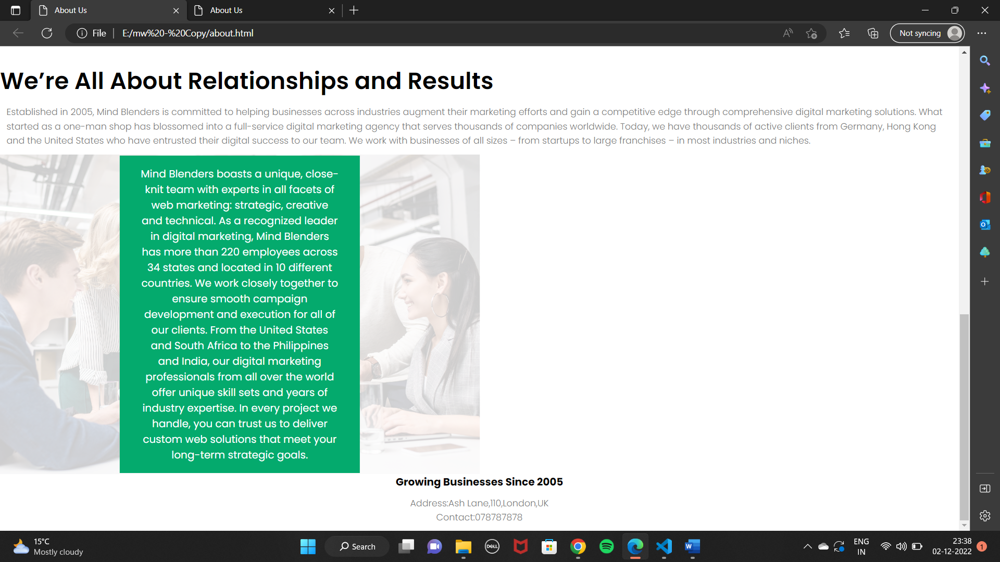 About Us
About Us
File
E:/mw%20-%20Copy/about.html
Not syncing
We’re All About Relationships and Results
Established in 2005, Mind Blenders is committed to helping businesses across industries augment their marketing efforts and gain a competitive edge through comprehensive digital marketing solutions. What
started as a one-man shop has blossomed into a full-service digital marketing agency that serves thousands of companies worldwide. Today, we have thousands of active clients from Germany, Hong Kong
and the United States who have entrusted their digital success to our team. We work with businesses of all sizes – from startups to large franchises – in most industries and niches.
Mind Blenders boasts a unique, close-
knit team with experts in all facets of
web marketing: strategic, creative
and technical. As a recognized leader
in digital marketing, Mind Blenders
has more than 220 employees across
34 states and located in 10 different
countries. We work closely together to
ensure smooth campaign
development and execution for all of
our clients. From the United States
and South Africa to the Philippines
and India, our digital marketing
professionals from all over the world
offer unique skill sets and years of
industry expertise. In every project we
handle, you can trust us to deliver
custom web solutions that meet your
long-term strategic goals.
Growing Businesses Since 2005
Address:Ash Lane,110,London,UK
Contact:078787878
15°C
Mostly cloudy
Search
DELL
W
ENG
IN
23:38
02-12-2022
1